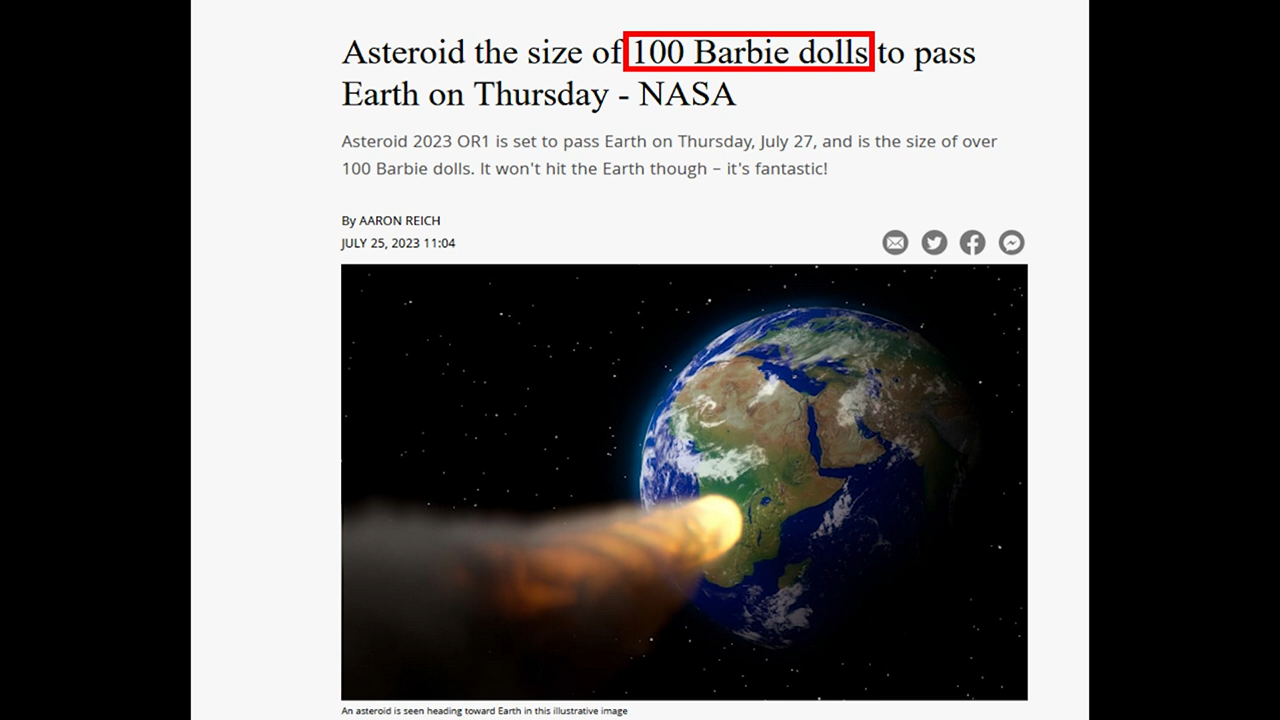 Asteroid the size of 100 Barbie dolls to pass
Earth on Thursday - NASA
Asteroid 2023 OR1 is set to pass Earth on Thursday, July 27, and is the size of over
100 Barbie dolls. It won't hit the Earth though – it's fantastic!
By AARON REICH
JULY 25, 2023 11:04
An asteroid is seen heading toward Earth in this illustrative image